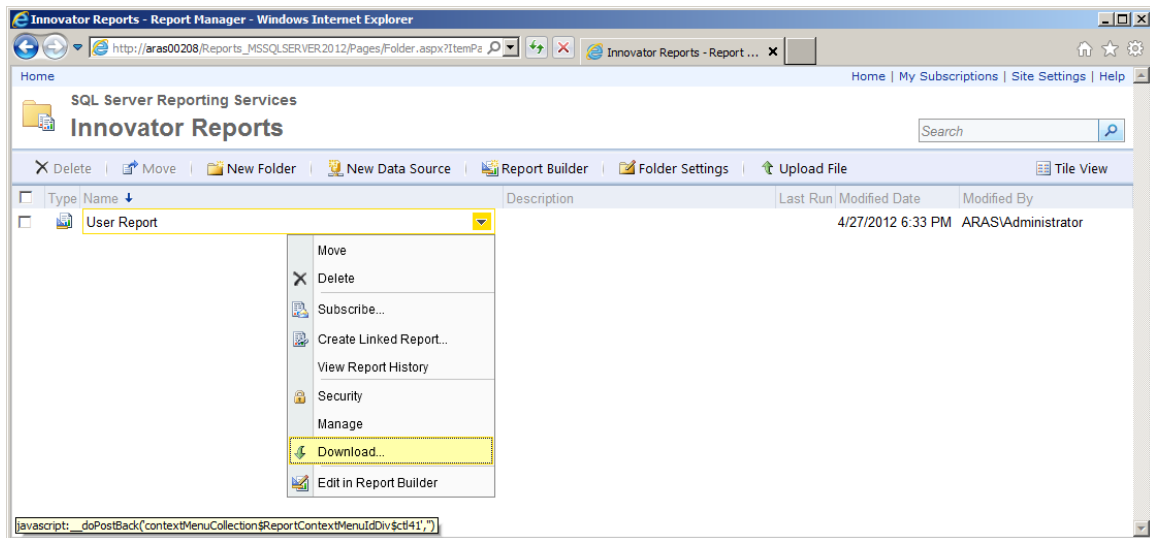 Innovator Reports - Report Manager - Windows Internet Explorer
http://aras00208/Reports_MSSQLSERVER2012/Pages/Folder.aspx?ItemPa
Innovator Reports - Report ...
Home
Home | My Subscriptions | Site Settings | Help
SQL Server Reporting Services
Innovator Reports
Search
Delete | Move | New Folder | New Data Source | Report Builder | Folder Settings | Upload File
Tile View
Type Name Description Last Run Modified Date Modified By
User Report 4/27/2012 6:33 PM ARAS\Administrator
Move
Delete
Subscribe...
Create Linked Report...
View Report History
Security
Manage
Download...
Edit in Report Builder
javascript:__doPostBack('contextMenuCollection$ReportContextMenuIdDiv$ctl41','')